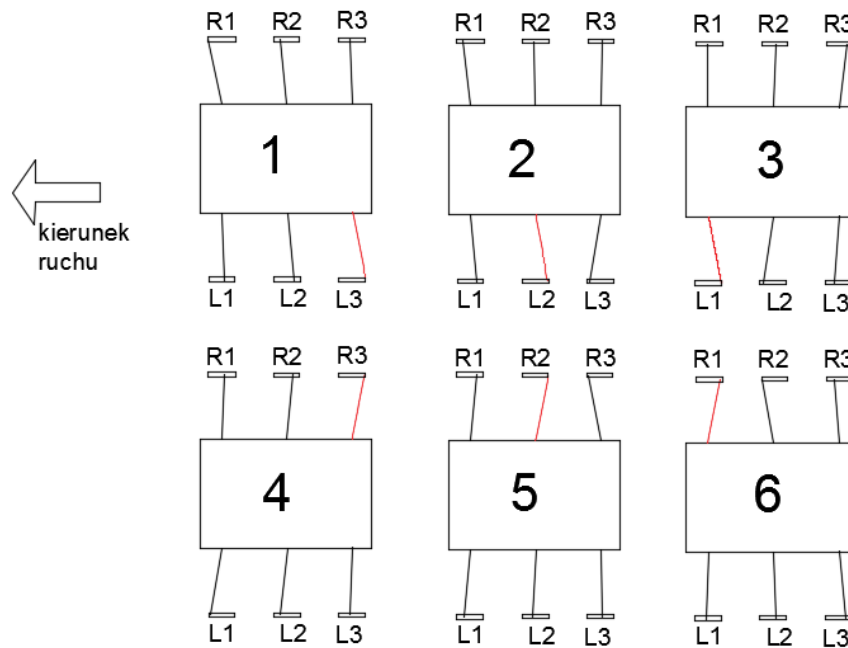 R1 R2 R3 R1 R2 R3 R1 R2 R3
1 2 3
kierunek
ruchu
L1 L2 L3 L1 L2 L3 L1 L2 L3
R1 R2 R3 R1 R2 R3 R1 R2 R3
4 5 6
L1 L2 L3 L1 L2 L3 L1 L2 L3